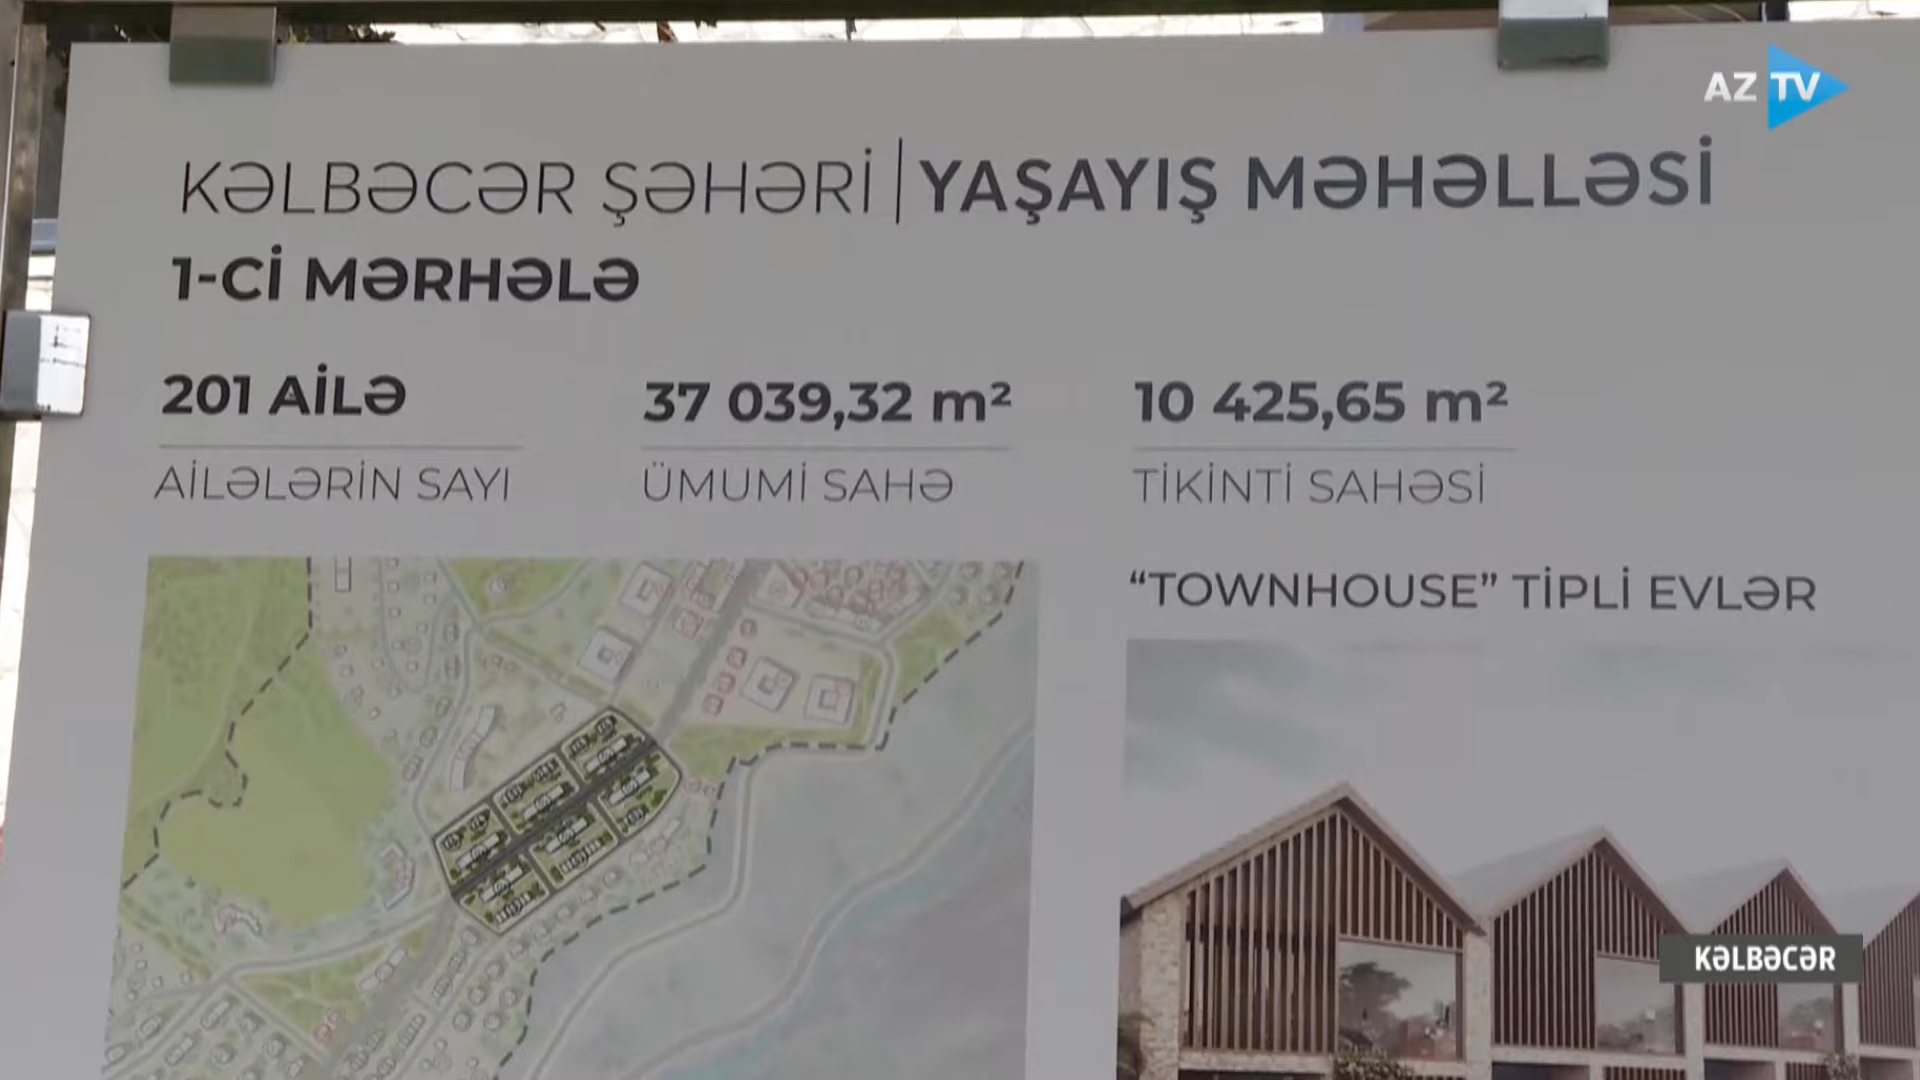 AZ TV
KƏLBƏCƏR ŞƏHƏRİ | YAŞAYIŞ MƏHƏLLƏSİ
1-Cİ MƏRHƏLƏ
201 AİLƏ
AİLƏLƏRİN SAYI
37 039,32 m²
ÜMUMİ SAHƏ
10 425,65 m²
TİKİNTİ SAHƏSİ
“TOWNHOUSE” TİPLİ EVLƏR
KƏLBƏCƏR